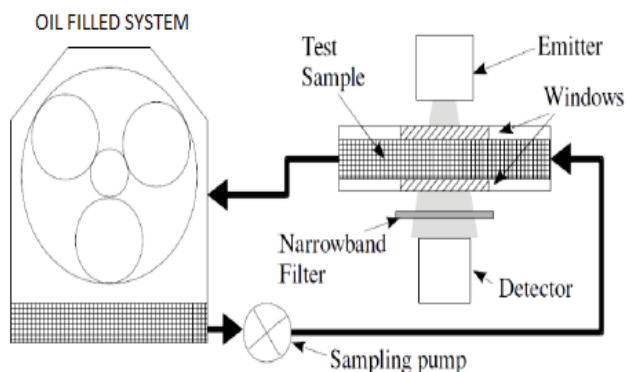 OIL FILLED SYSTEM
Test
Sample
Emitter
Windows
Narrowband
Filter
Detector
Sampling pump